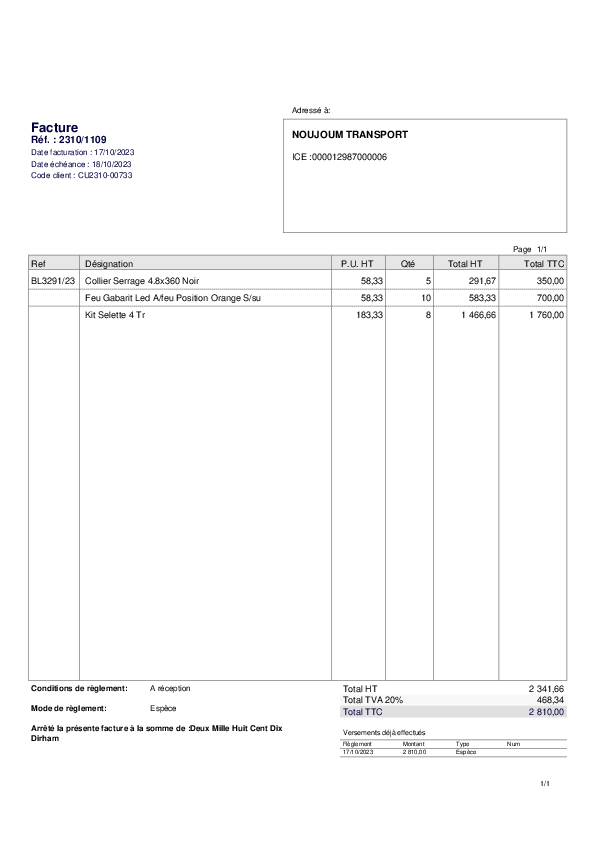 Adressé à:
Facture
Réf. : 2310/1109
Date facturation : 17/10/2023
Date échéance : 18/10/2023
Code client : CU2310-00733
NOUJOUM TRANSPORT
ICE :000012987000006
Page 1/1
Ref Désignation P.U. HT Qté Total HT Total TTC
BL3291/23 Collier Serrage 4.8x360 Noir 58,33 5 291,67 350,00
Feu Gabarit Led A/feu Position Orange S/su 58,33 10 583,33 700,00
Kit Selette 4 Tr 183,33 8 1 466,66 1 760,00
Conditions de règlement: A réception
Mode de règlement: Espèce
Arrêté la présente facture à la somme de :Deux Mille Huit Cent Dix
Dirham
Total HT 2 341,66
Total TVA 20% 468,34
Total TTC 2 810,00
Versements déjà effectués
Règlement Montant Type Num
17/10/2023 2 810,00 Espèce
1/1